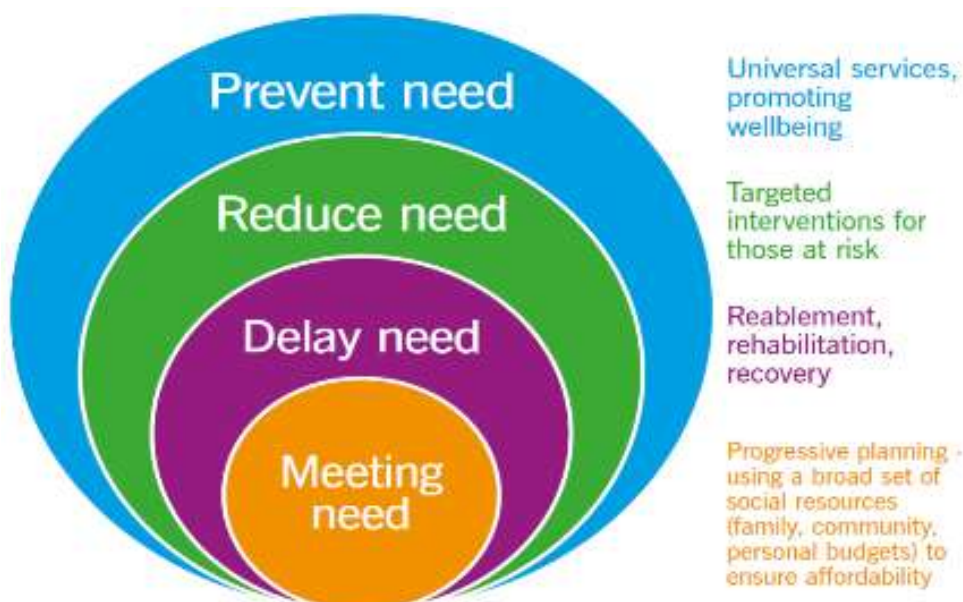 Prevent need
Universal services,
promoting
wellbeing
Reduce need
Targeted
interventions for
those at risk
Delay need
Reablement,
rehabilitation,
recovery
Meeting
need
Progressive planning -
using a broad set of
social resources
(family, community,
personal budgets) to
ensure affordability